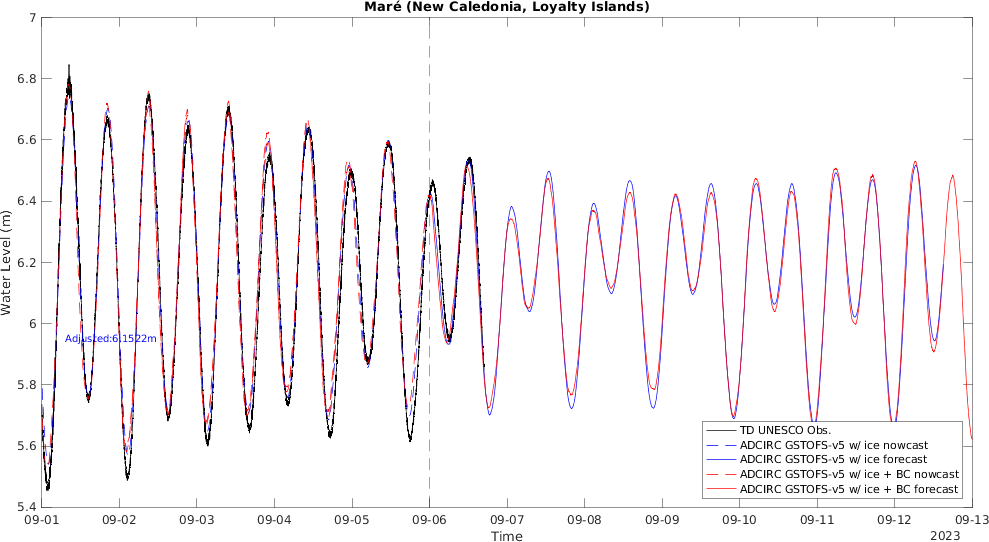 Maré (New Caledonia, Loyalty Islands)
7
6.8
6.6
6.4
6.2
6
5.8
5.6
5.4
Water Level (m)
Adjusted:6.1522m
TD UNESCO Obs.
ADCIRC GSTOFS-v5 w/ ice nowcast
ADCIRC GSTOFS-v5 w/ ice forecast
ADCIRC GSTOFS-v5 w/ ice + BC nowcast
ADCIRC GSTOFS-v5 w/ ice + BC forecast
09-01 09-02 09-03 09-04 09-05 09-06 09-07 09-08 09-09 09-10 09-11 09-12 09-13
Time
2023